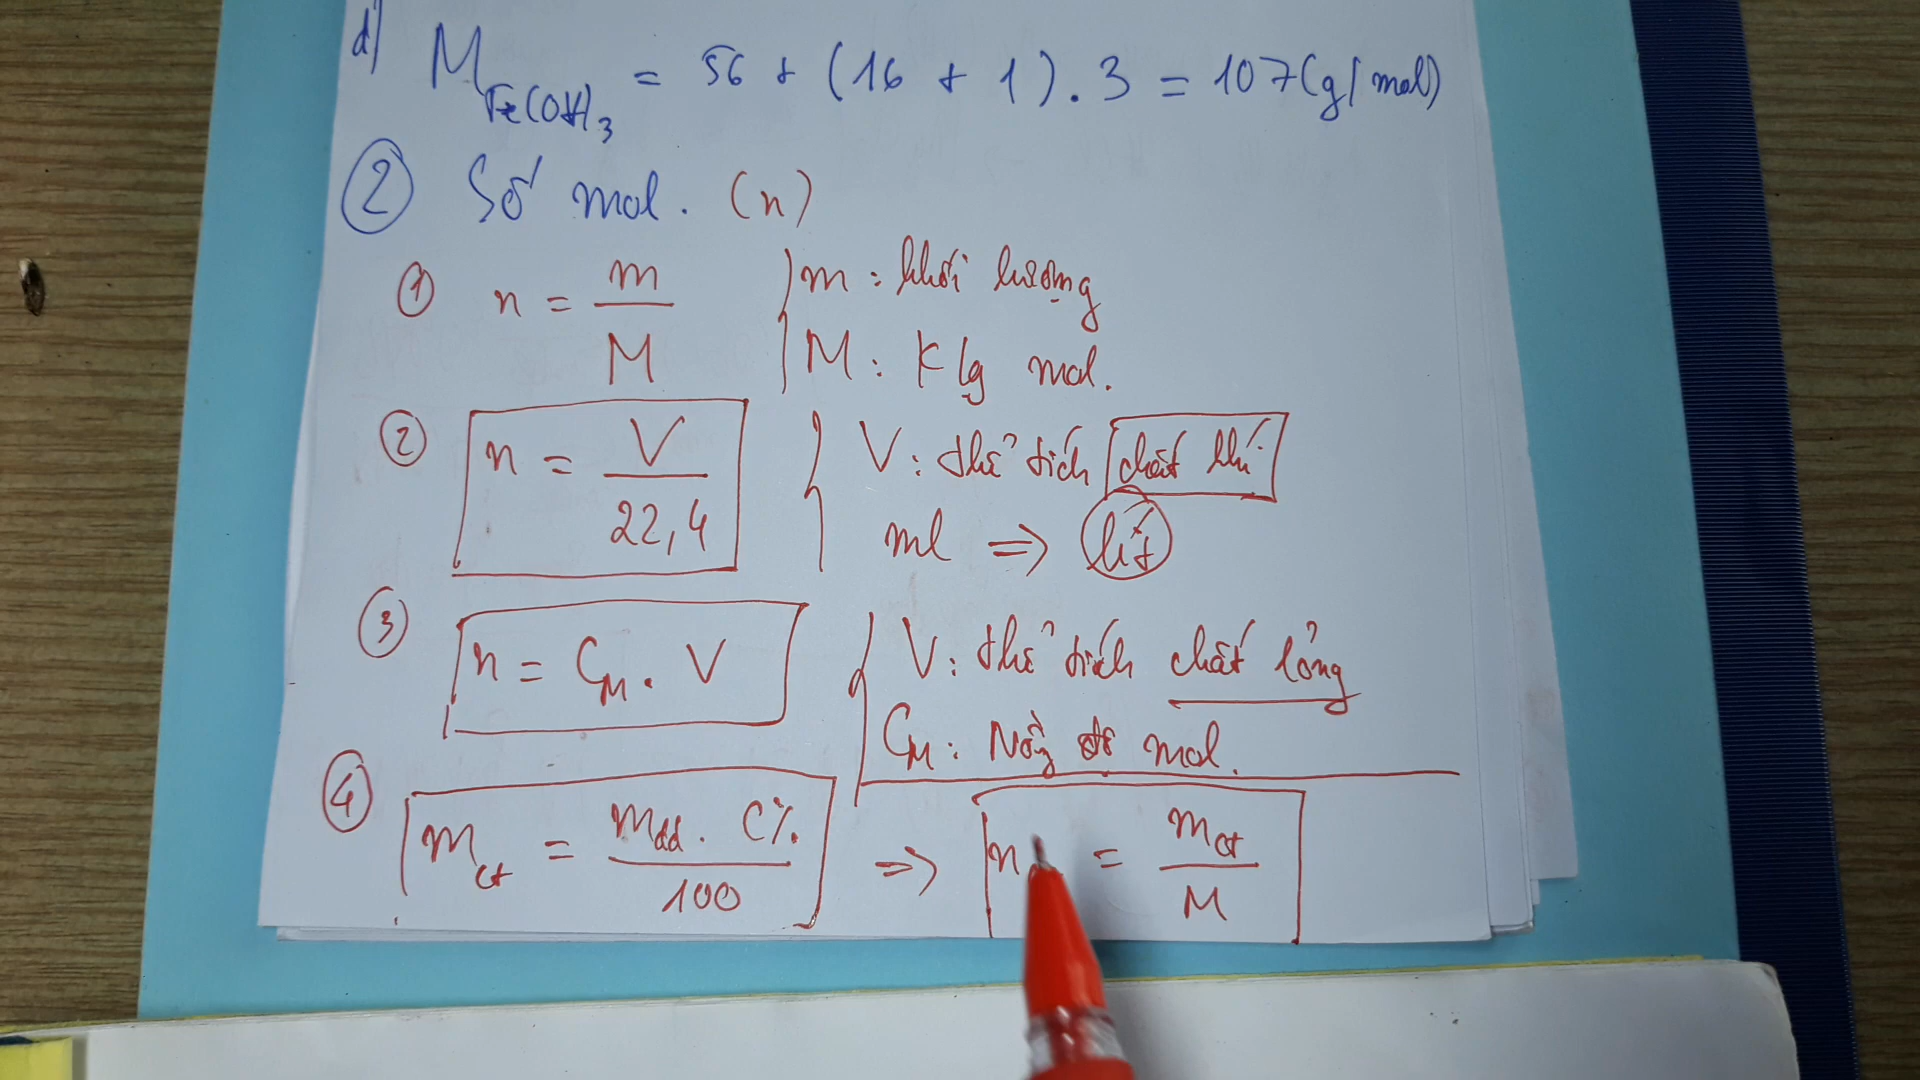 d) M Fe(OH)3 = 56 + (16 + 1) . 3 = 107 (g/mol)
② Số mol. (n)
① n = m / M
m : khối lượng
M : Klg mol.
② n = V / 22,4
V : thể tích chất khí
ml => lít
③ n = CM . V
V : thể tích chất lỏng
CM : Nồng độ mol.
④ mct = mdd . C% / 100 => n = mct / M